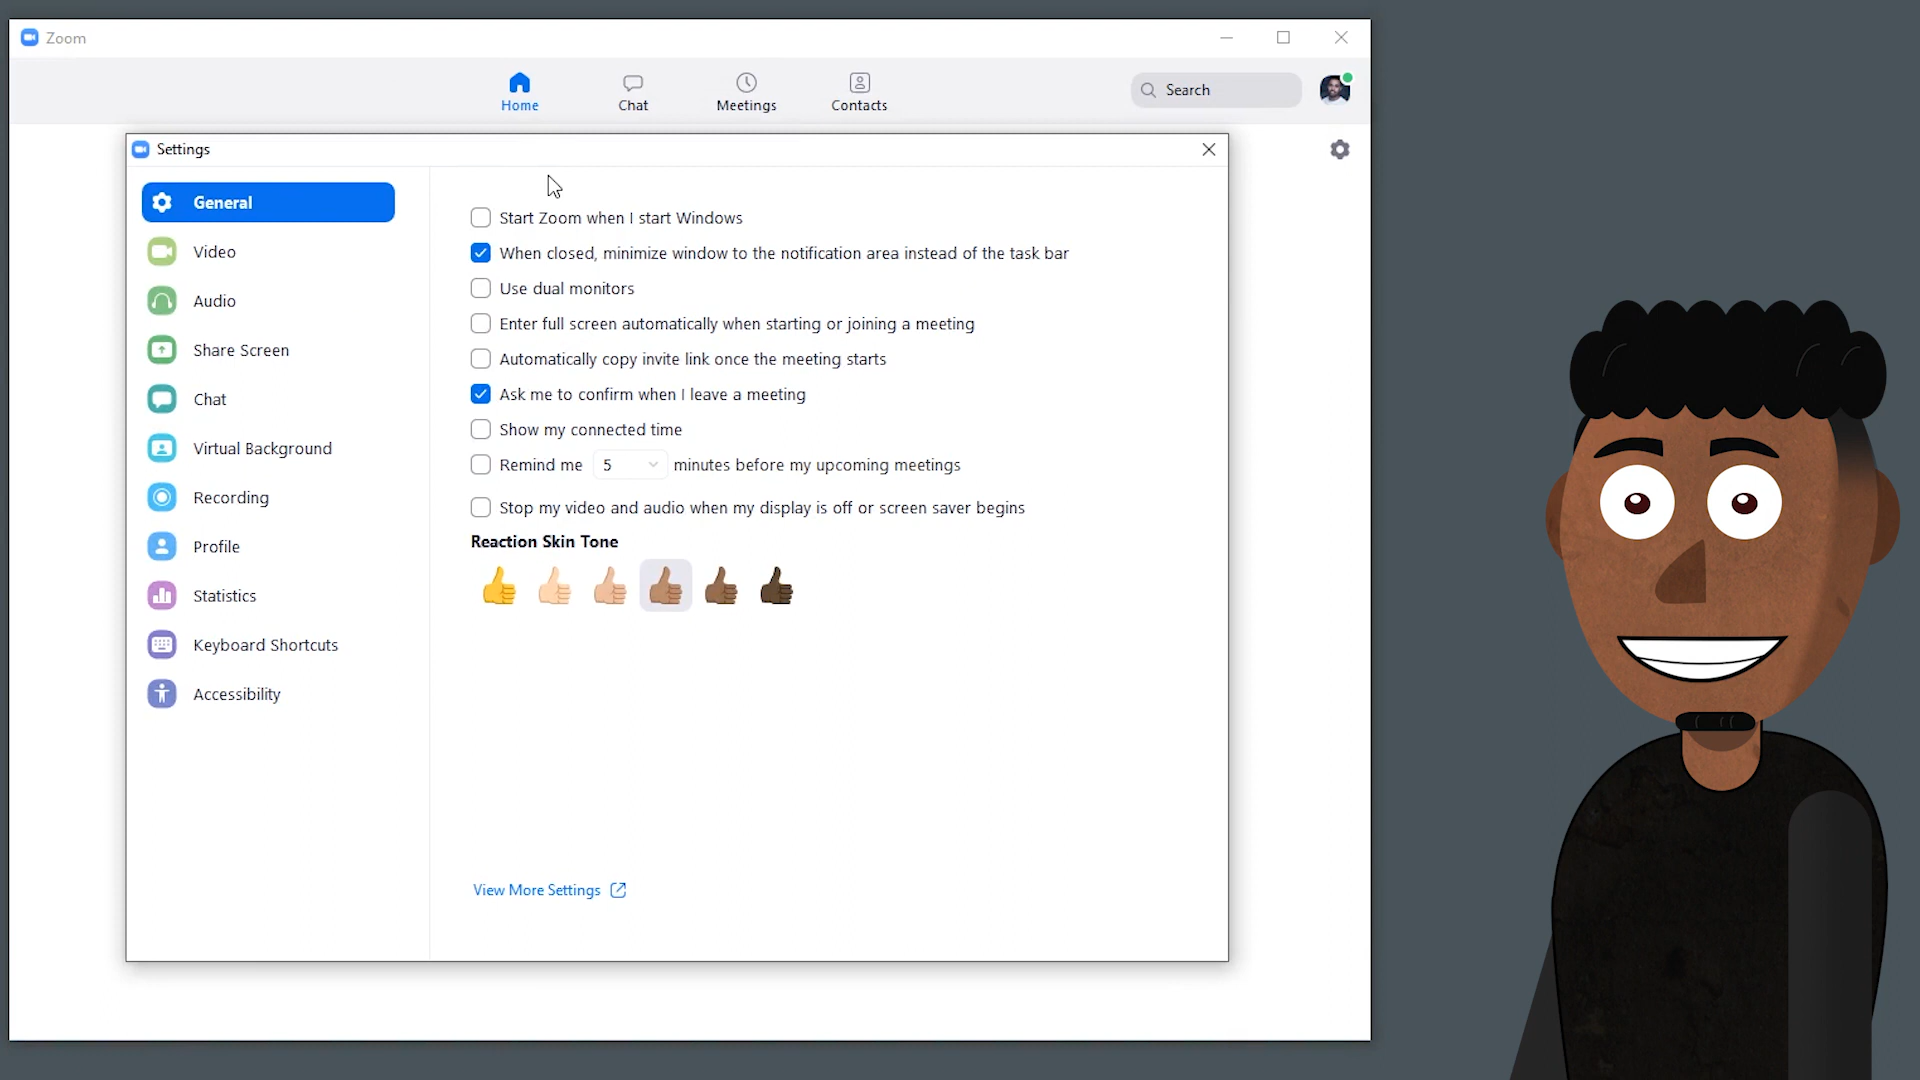 Zoom
Home
Chat
Meetings
Contacts
Search
Settings
General
Video
Audio
Share Screen
Chat
Virtual Background
Recording
Profile
Statistics
Keyboard Shortcuts
Accessibility
Start Zoom when I start Windows
When closed, minimize window to the notification area instead of the task bar
Use dual monitors
Enter full screen automatically when starting or joining a meeting
Automatically copy invite link once the meeting starts
Ask me to confirm when I leave a meeting
Show my connected time
Remind me 5 minutes before my upcoming meetings
Stop my video and audio when my display is off or screen saver begins
Reaction Skin Tone
View More Settings